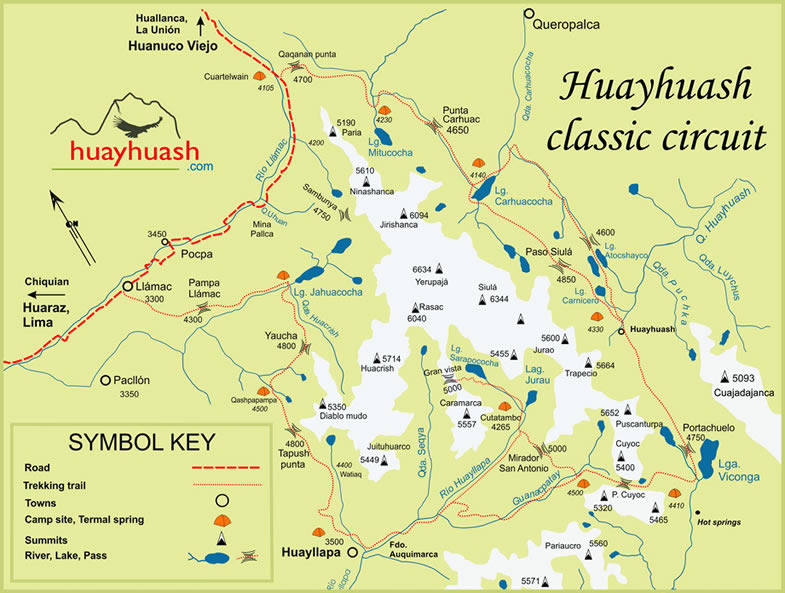 Huallanca,
La Unión
Huanuco Viejo
Queropalca
Huayhuash
classic circuit
Qaqanan punta
4700
Cuartelwain
4105
huayhuash
.com
Qda. Carhuacocha
4230
Punta
Carhuac
4650
5190
Paria
4200
Lg.
Mitucocha
Río Llámac
5610
Ninashanca
4140
Lg.
Carhuacocha
Sambunya
4750
Q.Uhuan
Mina
Pallca
6094
Jirishanca
N
3450
Pocpa
4600
Lg.
Atocshayco
Q. Huayhuash
Paso Siulá
4850
Qda. Puchka
Qda. Luychus
Chiquian
Huaraz,
Lima
Llámac
3300
Pampa
Llámac
4300
Lg. Jahuacocha
Qda. Huacrish
6634
Yerupajá
Siulá
6344
Rasac
6040
Lg.
Carnicero
4330
Huayhuash
Yaucha
4800
5714
Huacrish
Lg.
Sarapococha
5455
5600
Jurao
5664
Trapecio
Gran vista
5000
Lag.
Jurau
Pacllón
3350
Qashpapampa
4500
5350
Diablo mudo
Caramarca
5557
Cutatambo
4265
5093
Cuajadajanca
5652
Puscanturpa
Portachuelo
4750
4800
Tapush
punta
Juituhuarco
5449
4400
Watiaq
Qda. Seqya
Río Huayllapa
Mirador
San Antonio
5000
Cuyoc
5400
Lga.
Viconga
Guanacpatay
4500
P. Cuyoc
5320
5465
4410
Hot springs
3500
Huayllapa
Fdo.
Auquimarca
Pariaucro
5560
5571
Río
SYMBOL KEY
Road
Trekking trail
Towns
Camp site, Termal spring
Summits
River, Lake, Pass